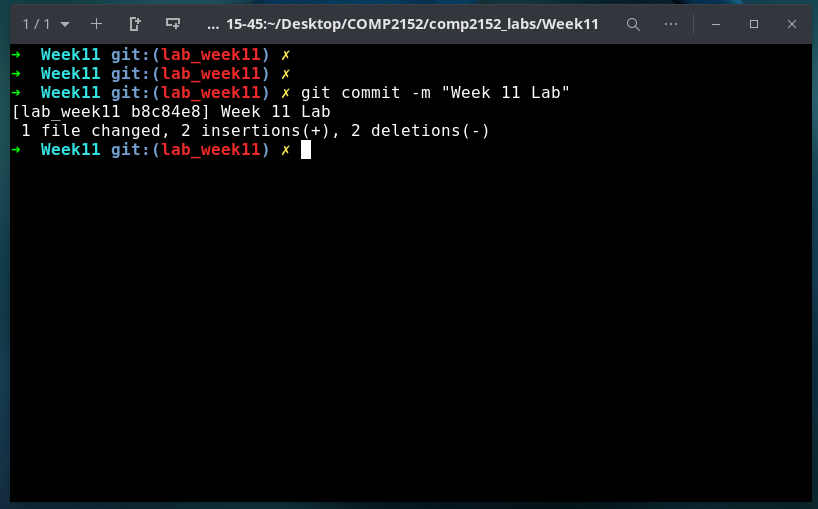 1 / 1 ... 15-45:~/Desktop/COMP2152/comp2152_labs/Week11
➜ Week11 git:(lab_week11) ✗
➜ Week11 git:(lab_week11) ✗
➜ Week11 git:(lab_week11) ✗ git commit -m "Week 11 Lab"
[lab_week11 b8c84e8] Week 11 Lab
1 file changed, 2 insertions(+), 2 deletions(-)
➜ Week11 git:(lab_week11) ✗